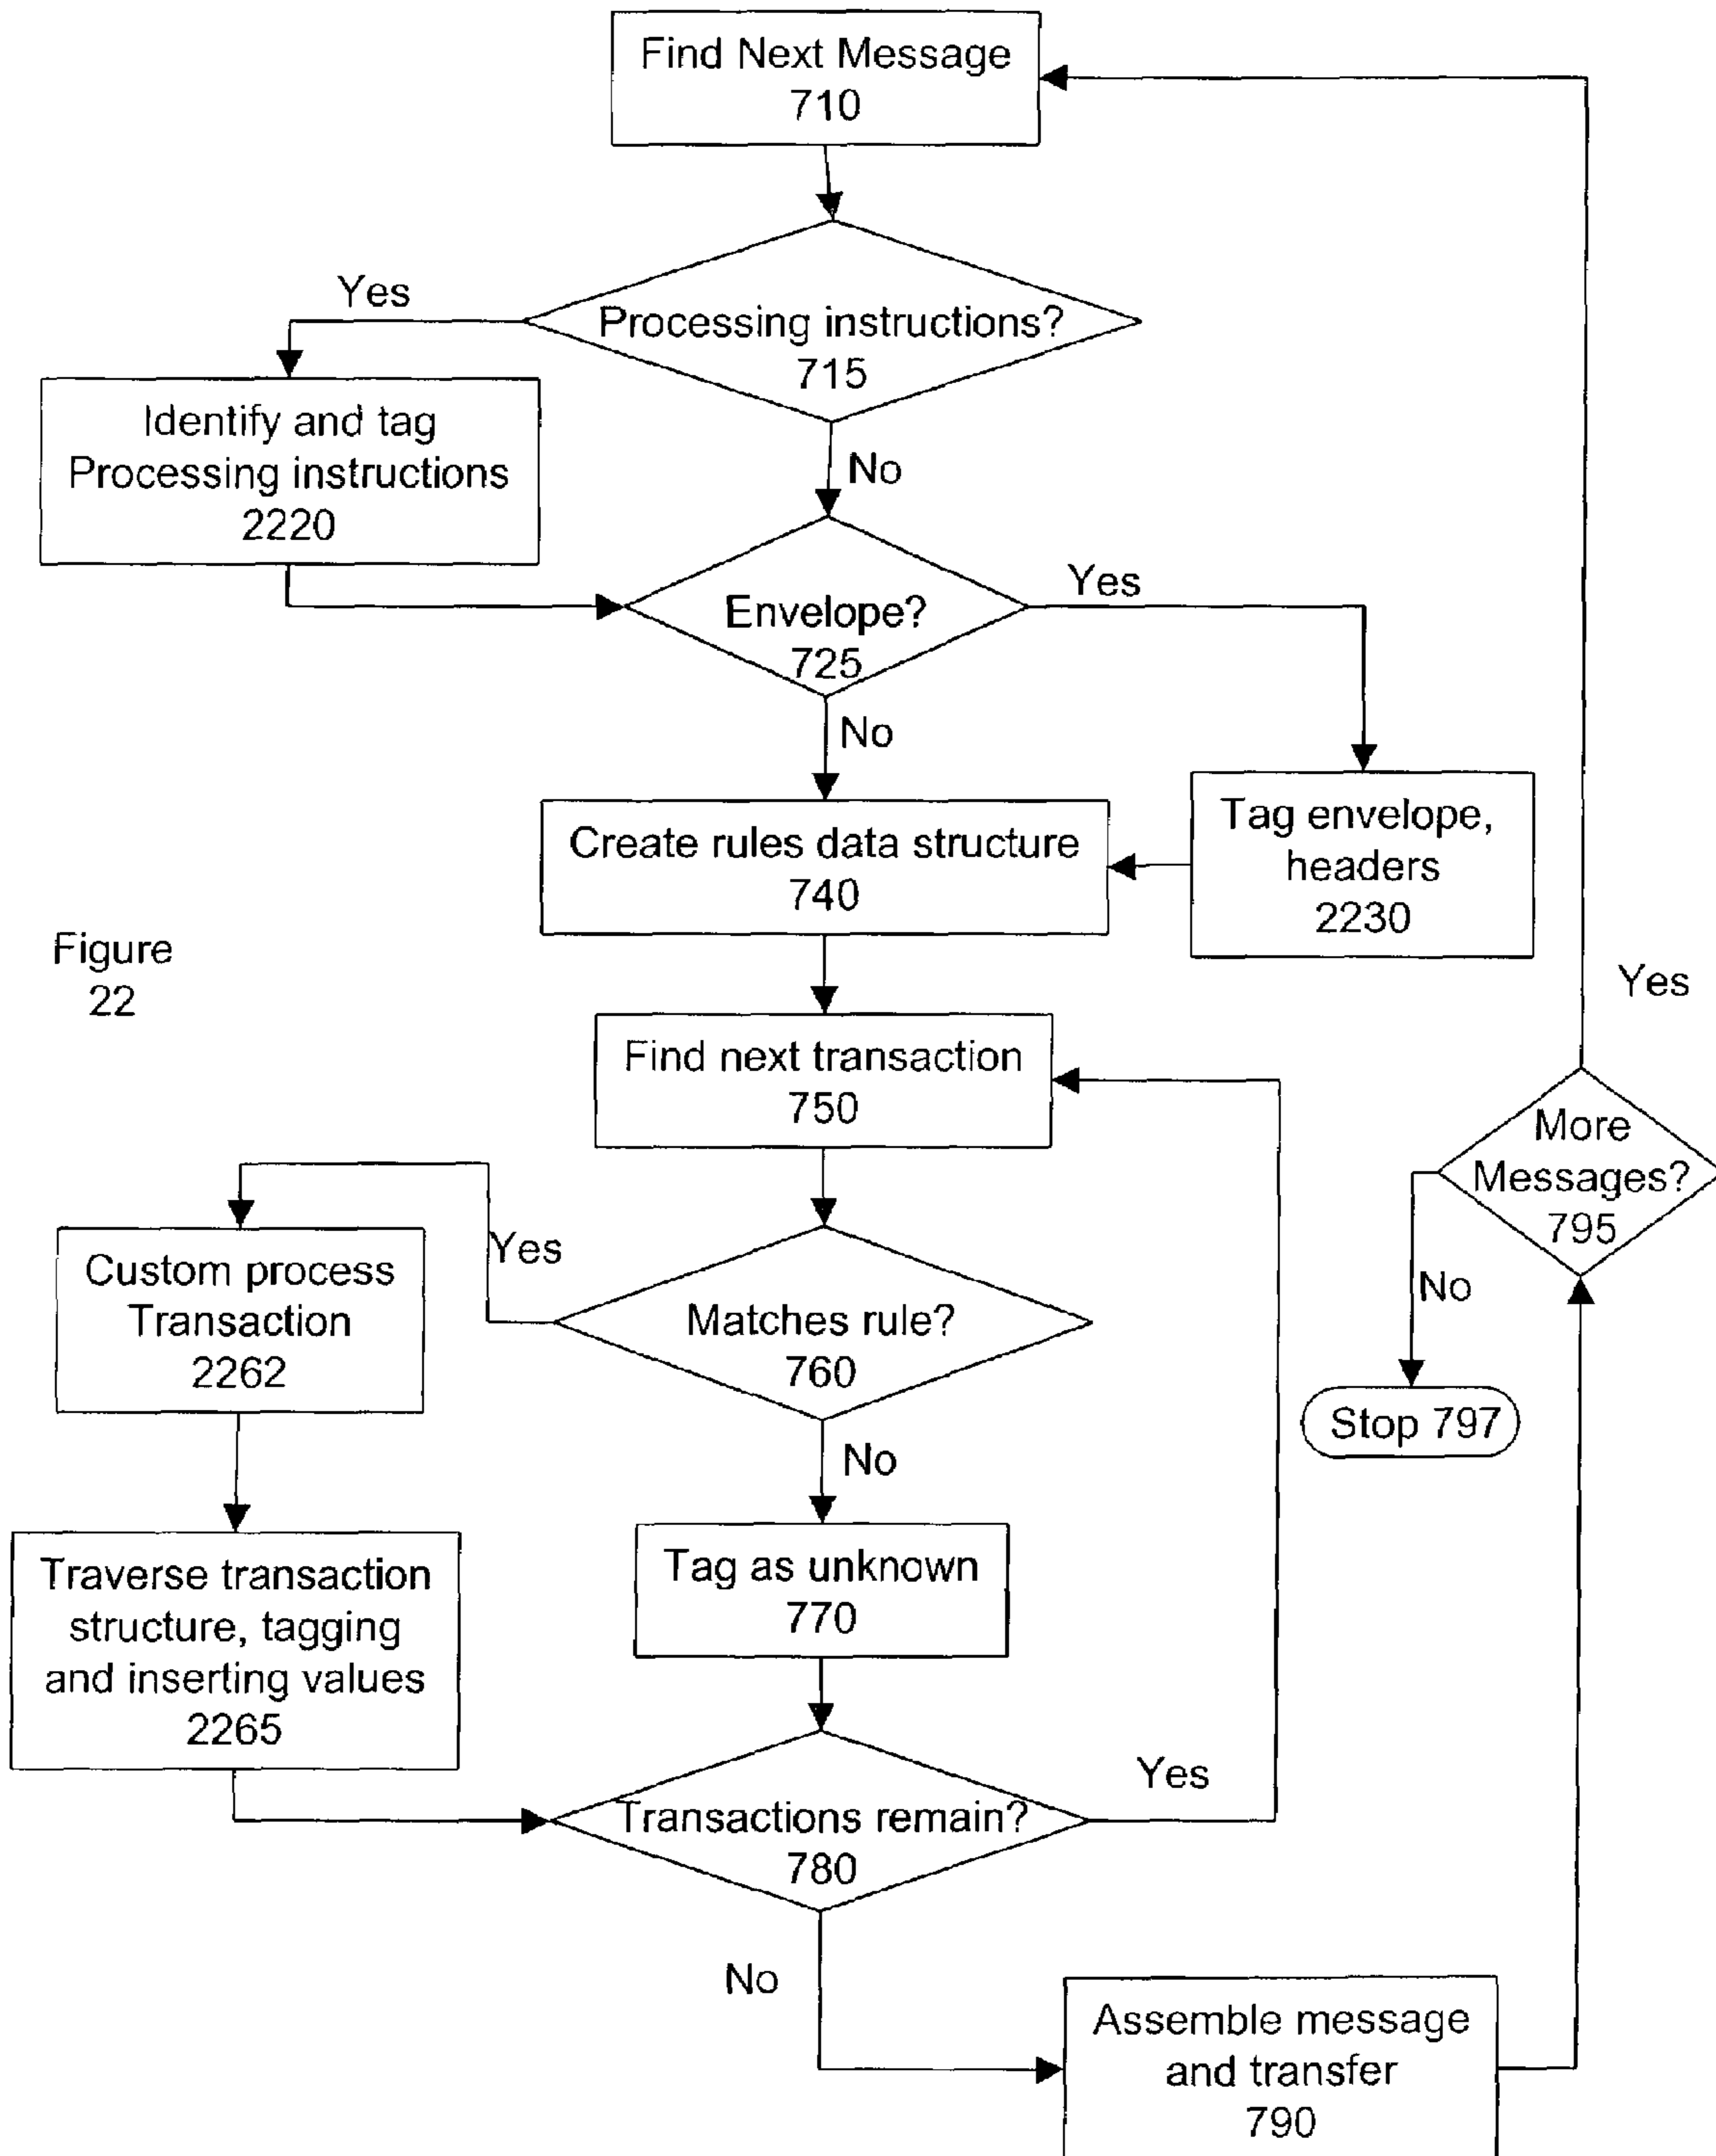 Find Next Message
710
Yes
Processing instructions?
715
Identify and tag
Processing instructions
2220
No
Envelope?
725
Yes
No
Create rules data structure
740
Tag envelope,
headers
2230
Figure
22
Find next transaction
750
Yes
More
Messages?
795
Custom process
Transaction
2262
Yes
Matches rule?
760
No
Stop 797
No
Traverse transaction
structure, tagging
and inserting values
2265
Tag as unknown
770
Transactions remain?
780
Yes
No
Assemble message
and transfer
790